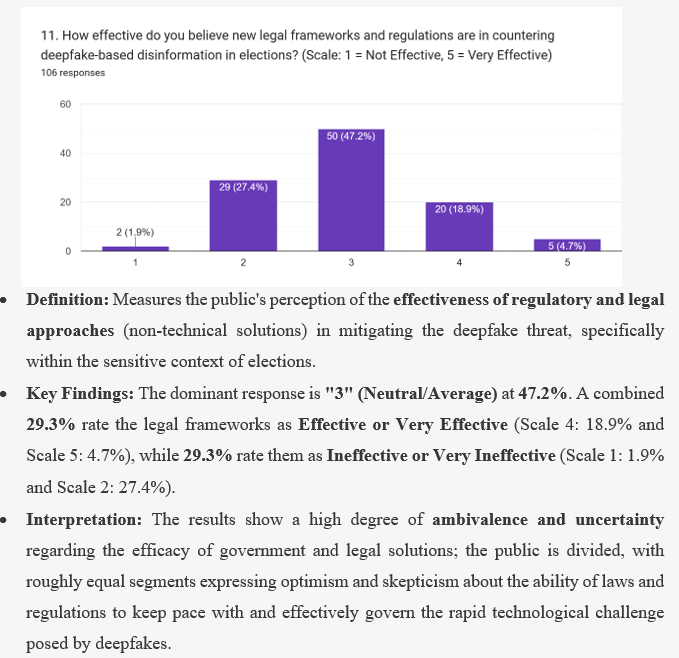 11. How effective do you believe new legal frameworks and regulations are in countering
deepfake-based disinformation in elections? (Scale: 1 = Not Effective, 5 = Very Effective)
106 responses
60
40
20
0
2 (1.9%)
29 (27.4%)
50 (47.2%)
20 (18.9%)
5 (4.7%)
1
2
3
4
5
• Definition: Measures the public's perception of the effectiveness of regulatory and legal
approaches (non-technical solutions) in mitigating the deepfake threat, specifically
within the sensitive context of elections.
• Key Findings: The dominant response is "3" (Neutral/Average) at 47.2%. A combined
29.3% rate the legal frameworks as Effective or Very Effective (Scale 4: 18.9% and
Scale 5: 4.7%), while 29.3% rate them as Ineffective or Very Ineffective (Scale 1: 1.9%
and Scale 2: 27.4%).
• Interpretation: The results show a high degree of ambivalence and uncertainty
regarding the efficacy of government and legal solutions; the public is divided, with
roughly equal segments expressing optimism and skepticism about the ability of laws and
regulations to keep pace with and effectively govern the rapid technological challenge
posed by deepfakes.